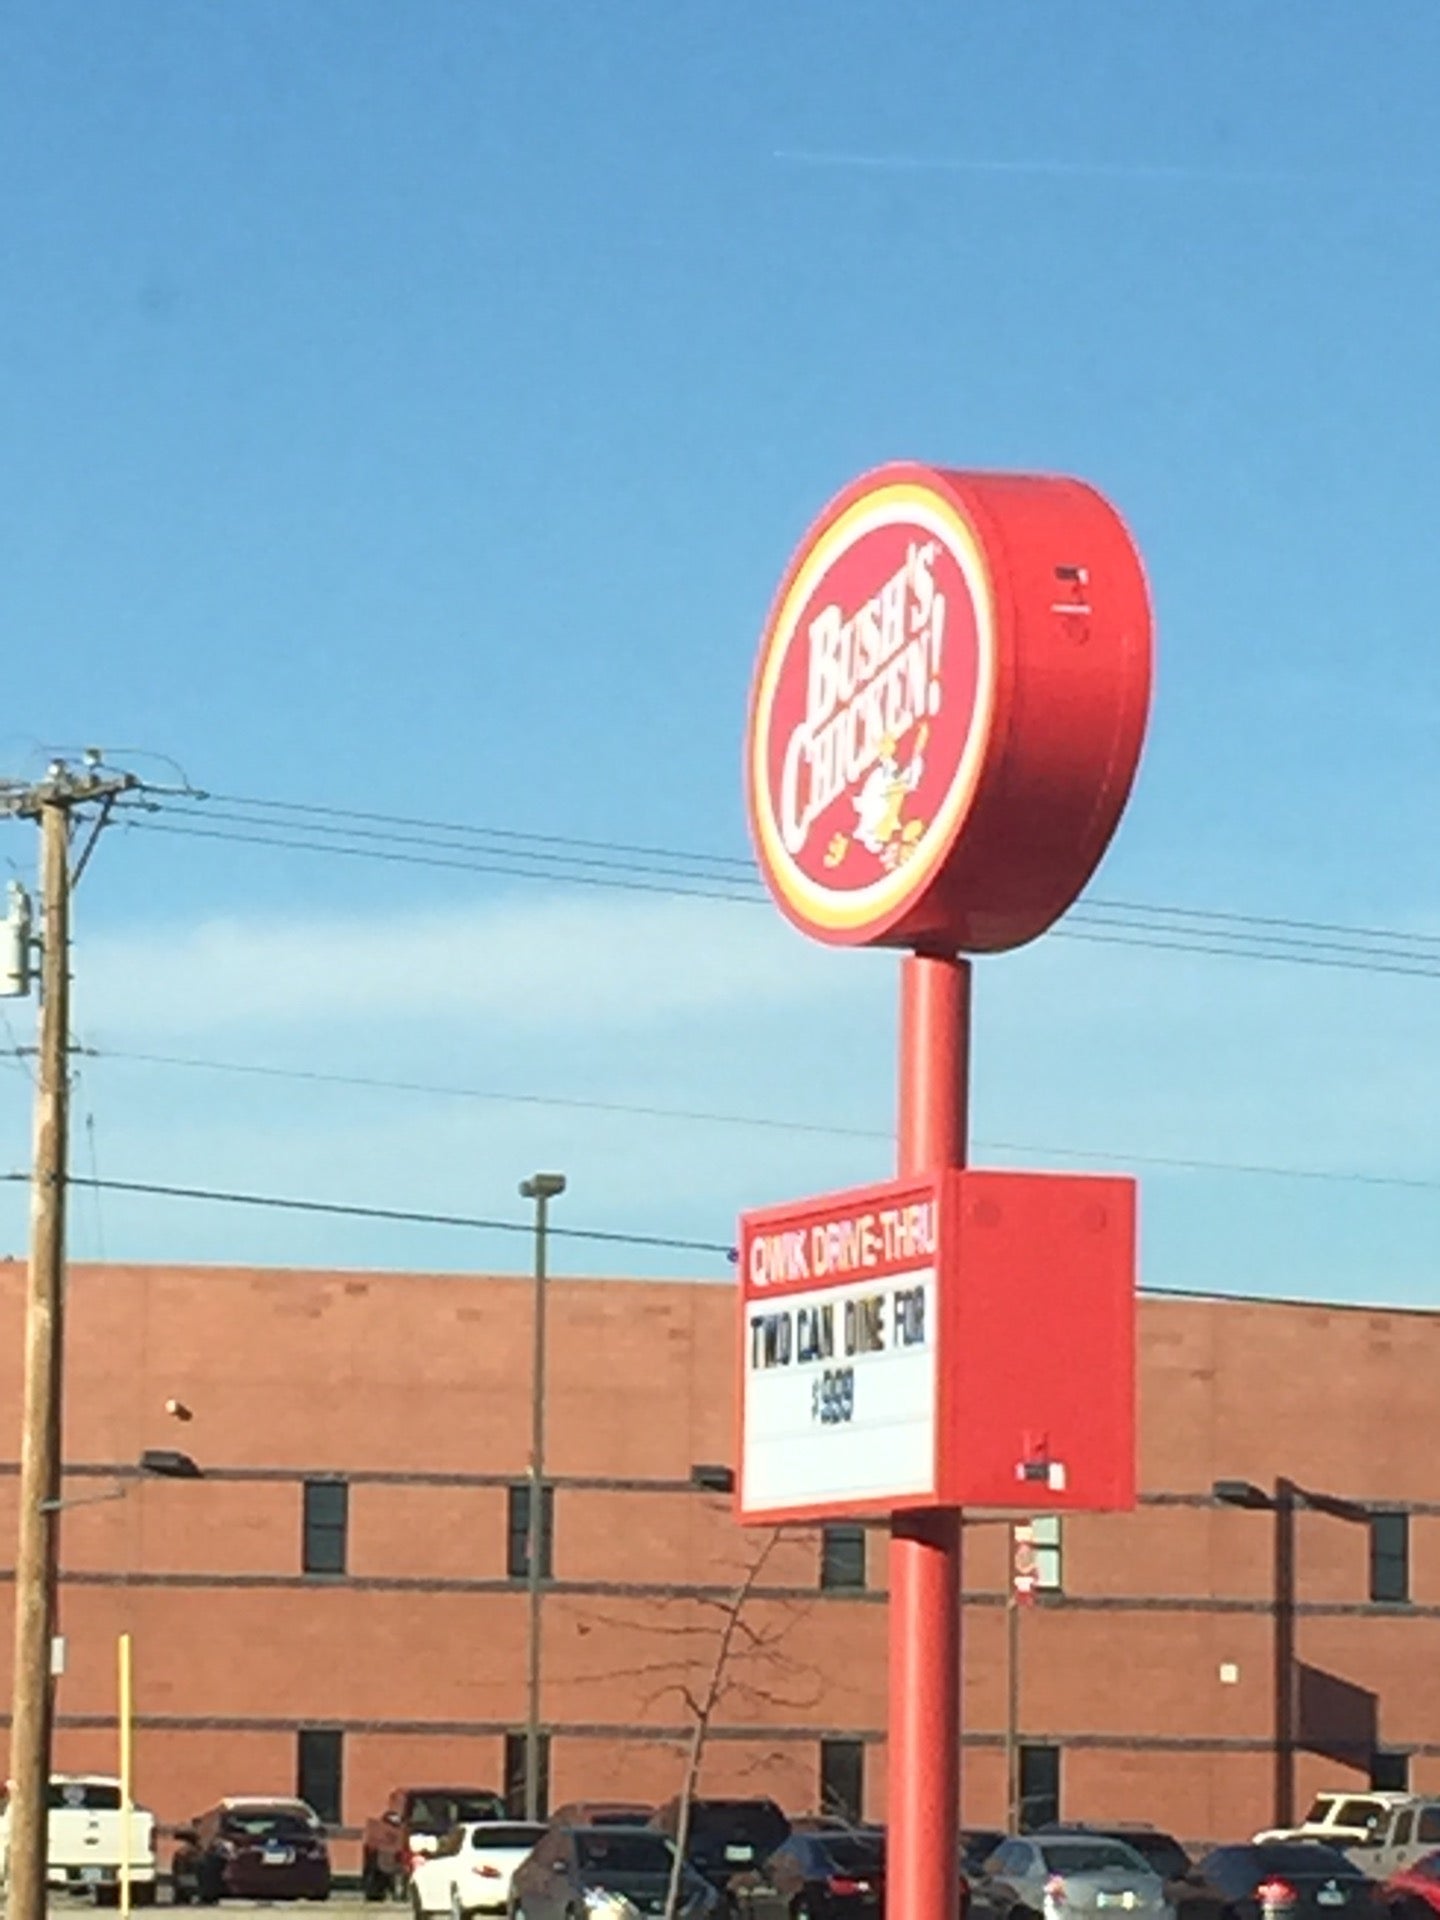 BUSH'S
CHICKEN!
QWIK DRIVE-THRU
TWO CAN DINE FOR
$999